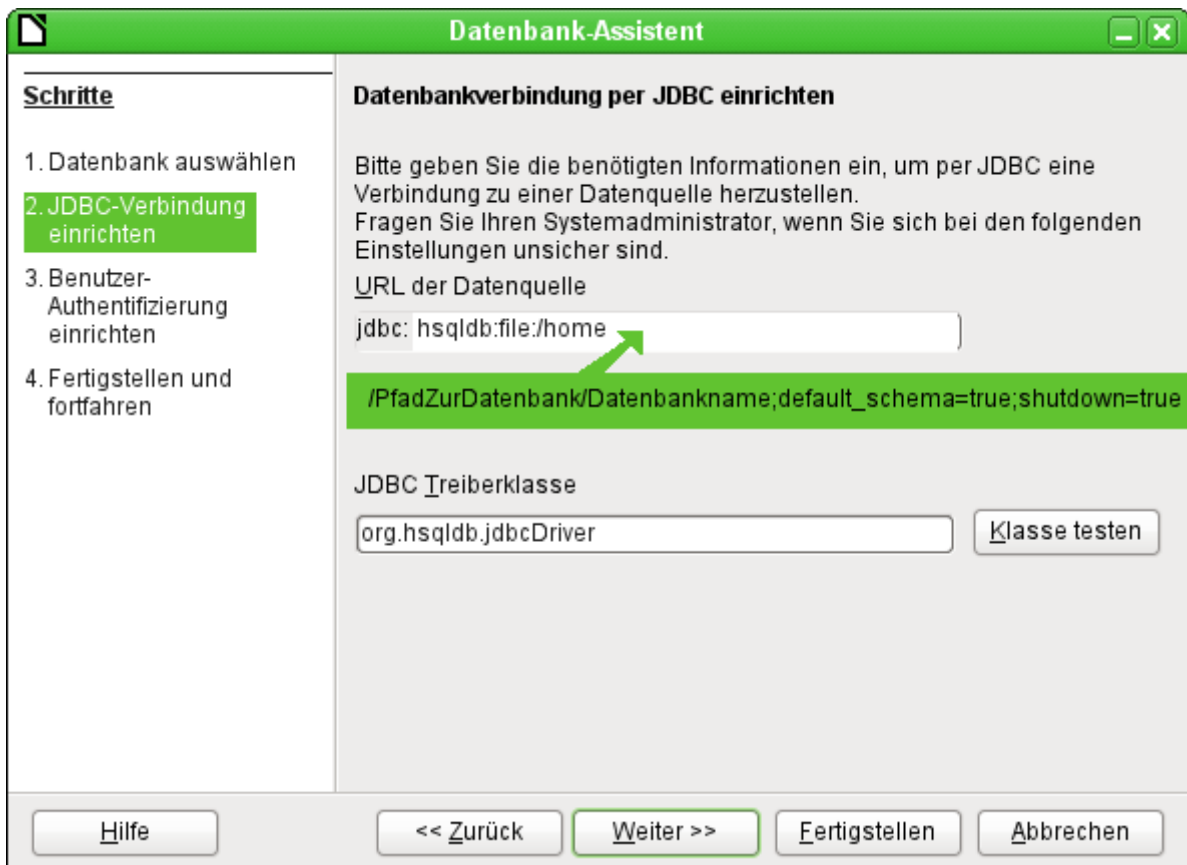 Datenbank-Assistent
Schritte
1. Datenbank auswählen
2. JDBC-Verbindung
einrichten
3. Benutzer-
Authentifizierung
einrichten
4. Fertigstellen und
fortfahren
Datenbankverbindung per JDBC einrichten
Bitte geben Sie die benötigten Informationen ein, um per JDBC eine
Verbindung zu einer Datenquelle herzustellen.
Fragen Sie Ihren Systemadministrator, wenn Sie sich bei den folgenden
Einstellungen unsicher sind.
URL der Datenquelle
jdbc: hsqldb:file:/home
/PfadZurDatenbank/Datenbankname;default_schema=true;shutdown=true
JDBC Treiberklasse
org.hsqldb.jdbcDriver
Klasse testen
Hilfe
<< Zurück
Weiter >>
Fertigstellen
Abbrechen